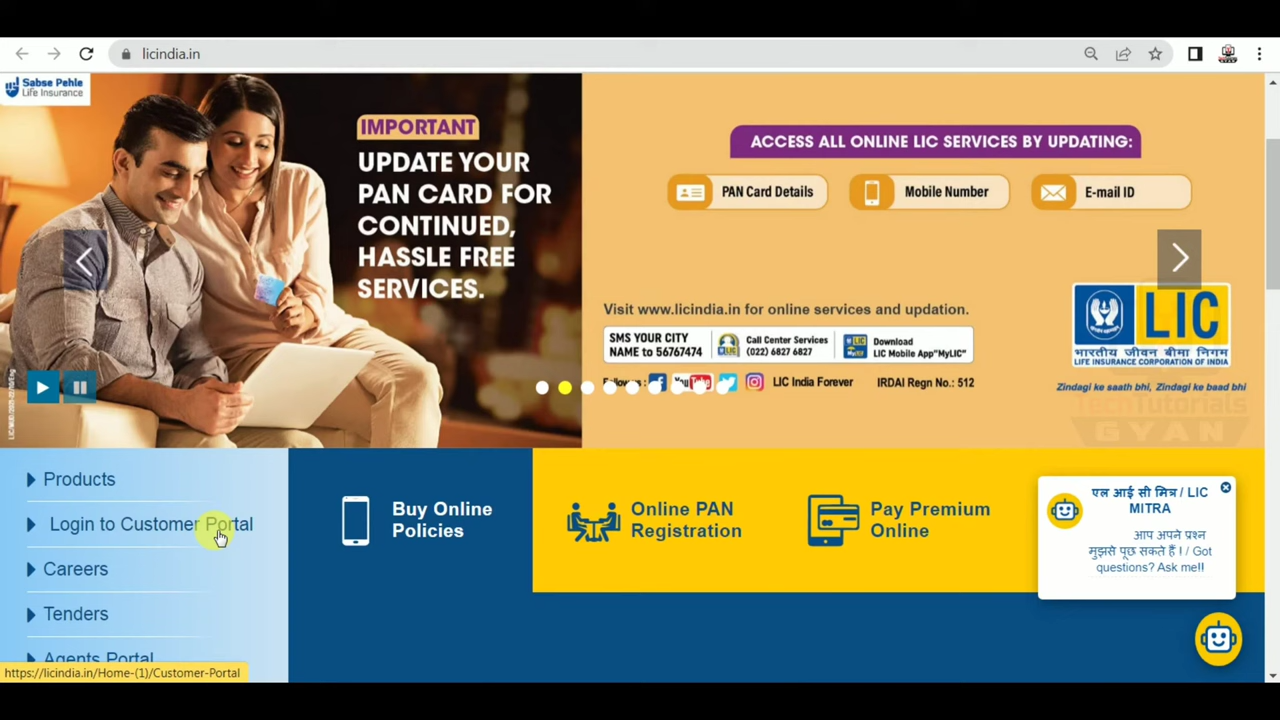 licindia.in
Sabse Pehle
Life Insurance
IMPORTANT
UPDATE YOUR
PAN CARD FOR
CONTINUED,
HASSLE FREE
SERVICES.
ACCESS ALL ONLINE LIC SERVICES BY UPDATING:
PAN Card Details
Mobile Number
E-mail ID
Visit www.licindia.in for online services and updation.
SMS YOUR CITY
NAME to 56767474
Call Center Services
(022) 6827 6827
Download
LIC Mobile App"MyLIC"
LIC India Forever
IRDAI Regn No.: 512
LIC
भारतीय जीवन बीमा निगम
LIFE INSURANCE CORPORATION OF INDIA
Zindagi ke saath bhi, Zindagi ke baad bhi
TechTutorials
GYAN
Products
Login to Customer Portal
Careers
Tenders
Agents Portal
Buy Online
Policies
Online PAN
Registration
Pay Premium
Online
एल आई सी मित्र / LIC
MITRA
आप अपने प्रश्न
मुझसे पूछ सकते हैं ! / Got
questions? Ask me!!
https://licindia.in/Home-(1)/Customer-Portal